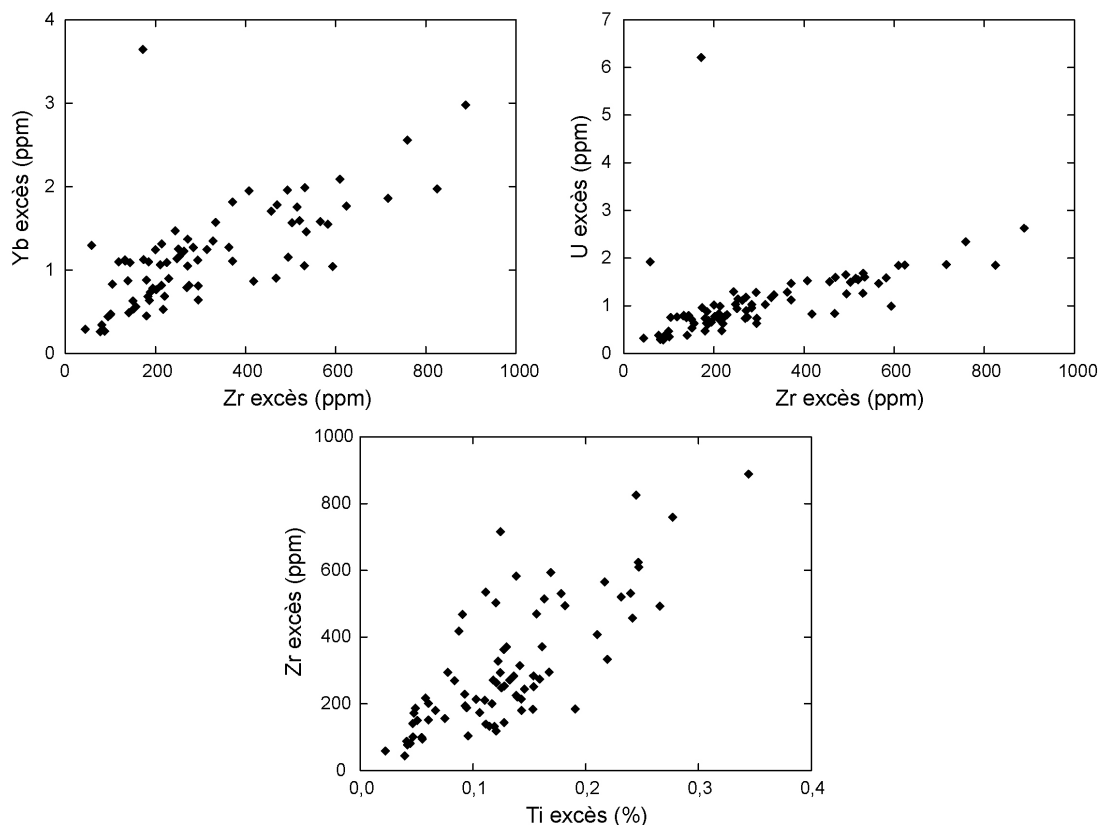 4
3
2
1
0
Yb excès (ppm)
0 200 400 600 800 1000
Zr excès (ppm)
7
6
5
4
3
2
1
0
U excès (ppm)
0 200 400 600 800 1000
Zr excès (ppm)
1000
800
600
400
200
0
Zr excès (ppm)
0,0 0,1 0,2 0,3 0,4
Ti excès (%)